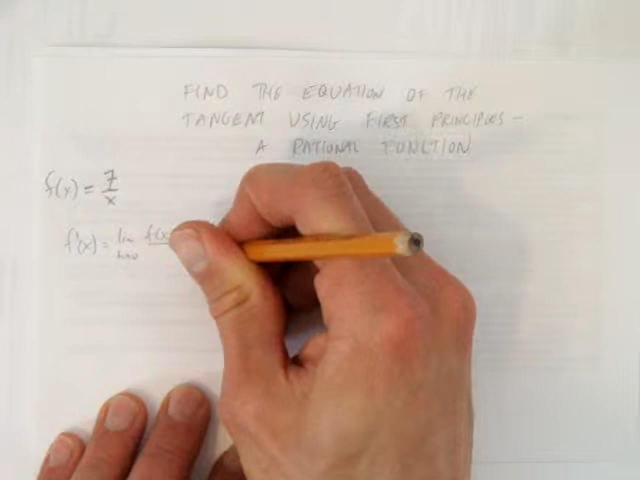 FIND THE EQUATION OF THE
TANGENT USING FIRST PRINCIPLES -
A RATIONAL FUNCTION
f(x) = 7/x
f'(x) = lim f(x
h→0